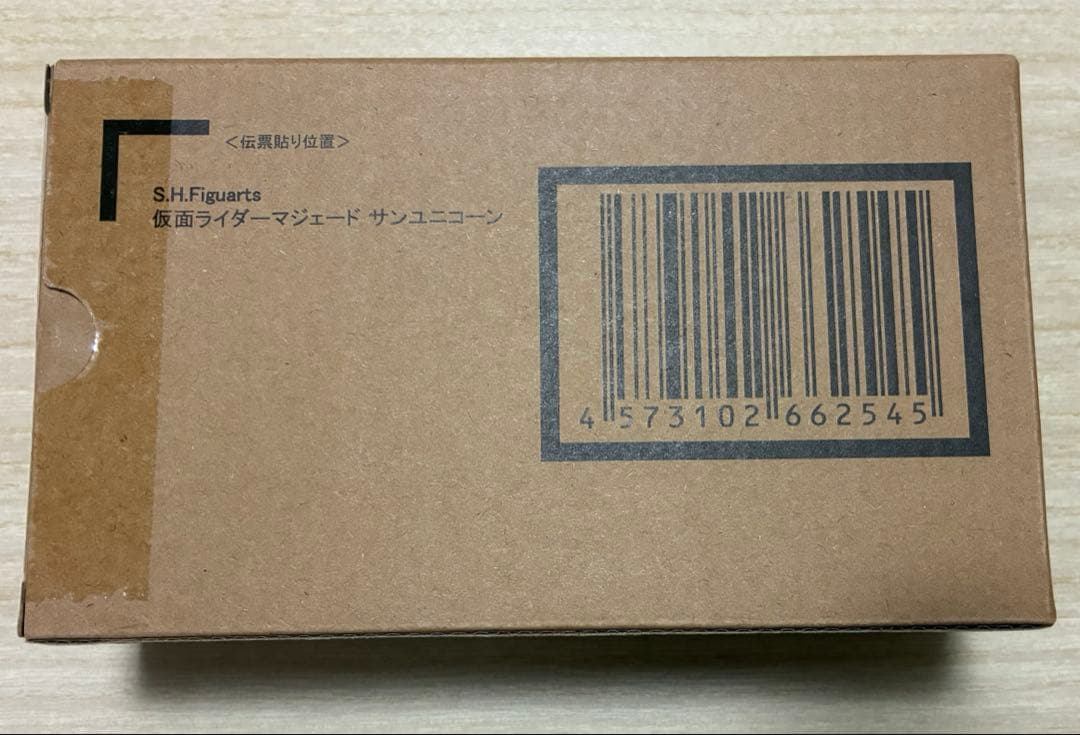 <伝票貼り位置>
S.H.Figuarts
仮面ライダーマジェード サンユニコーン
4 573102 662545